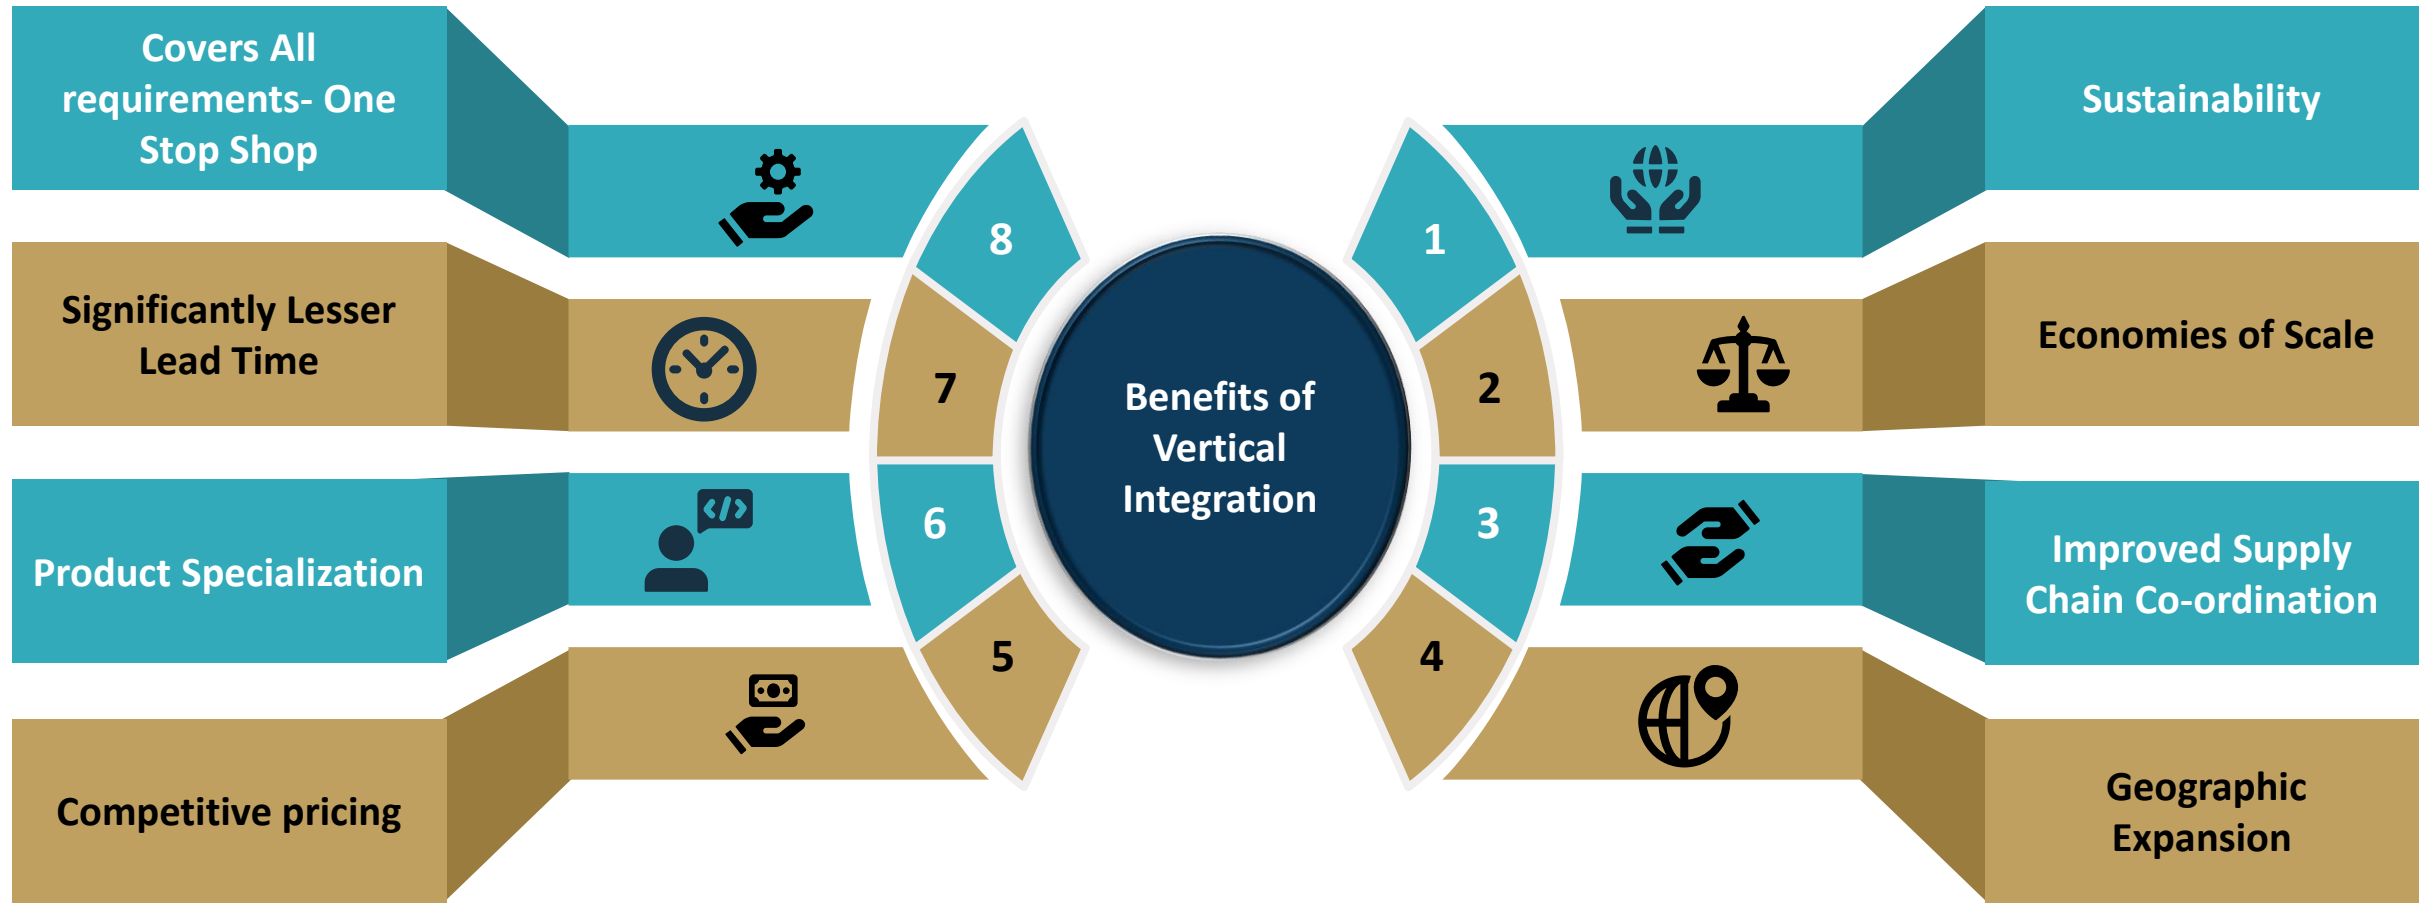 Covers All
requirements- One
Stop Shop
8
Significantly Lesser
Lead Time
7
Product Specialization
6
Competitive pricing
5
Benefits of
Vertical
Integration
1
Sustainability
2
Economies of Scale
3
Improved Supply
Chain Co-ordination
4
Geographic
Expansion